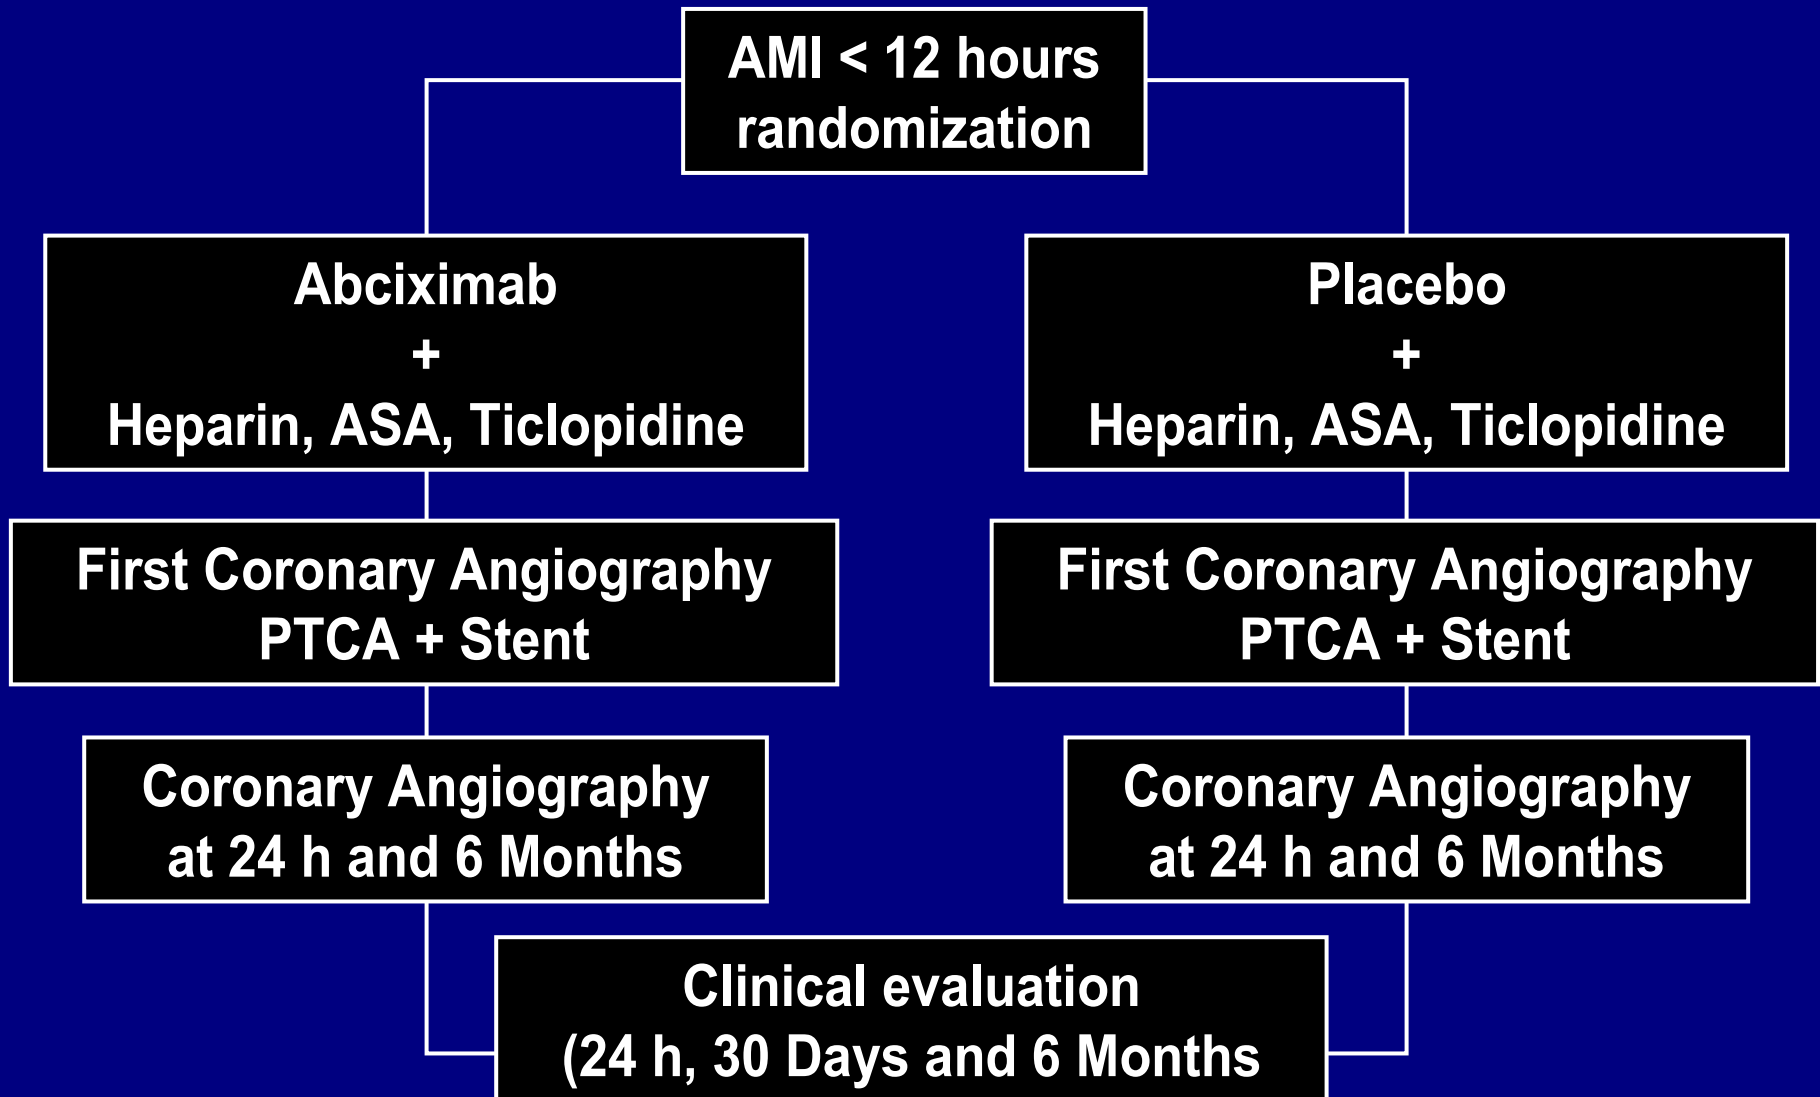 AMI < 12 hours
randomization
Abciximab
+
Heparin, ASA, Ticlopidine
Placebo
+
Heparin, ASA, Ticlopidine
First Coronary Angiography
PTCA + Stent
First Coronary Angiography
PTCA + Stent
Coronary Angiography
at 24 h and 6 Months
Coronary Angiography
at 24 h and 6 Months
Clinical evaluation
(24 h, 30 Days and 6 Months